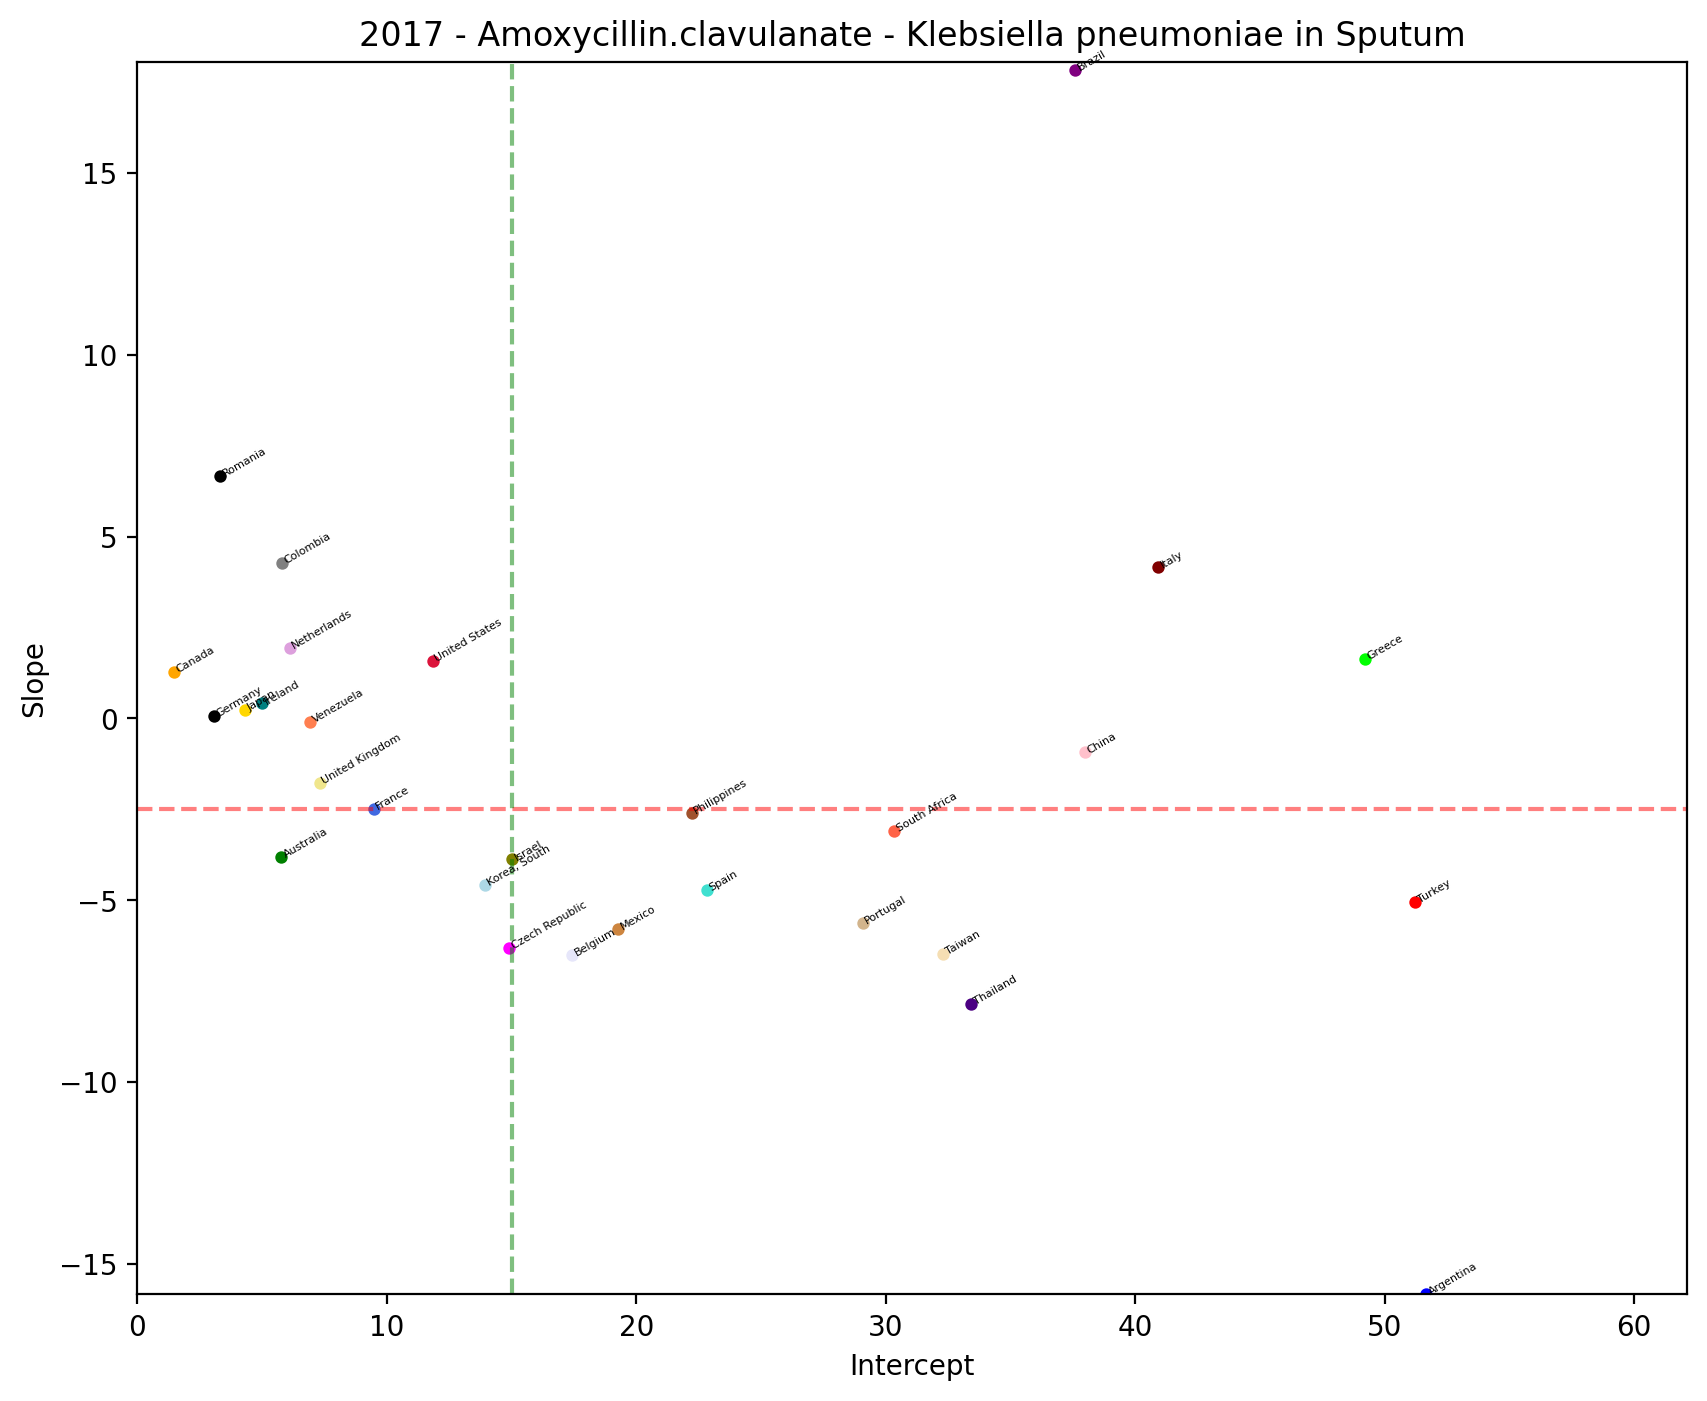 2017 - Amoxycillin.clavulanate - Klebsiella pneumoniae in Sputum
Brazil
15
10
Romania
5
Colombia
Italy
Netherlands
United States
Greece
Canada
Slope
Germany
Japan
Ireland
0
Venezuela
China
United Kingdom
France
Philippines
South Africa
Australia
Israel
Korea, South
Spain
−5
Turkey
Portugal
Mexico
Czech Republic
Belgium
Taiwan
Thailand
−10
−15
Argentina
0 10 20 30 40 50 60
Intercept